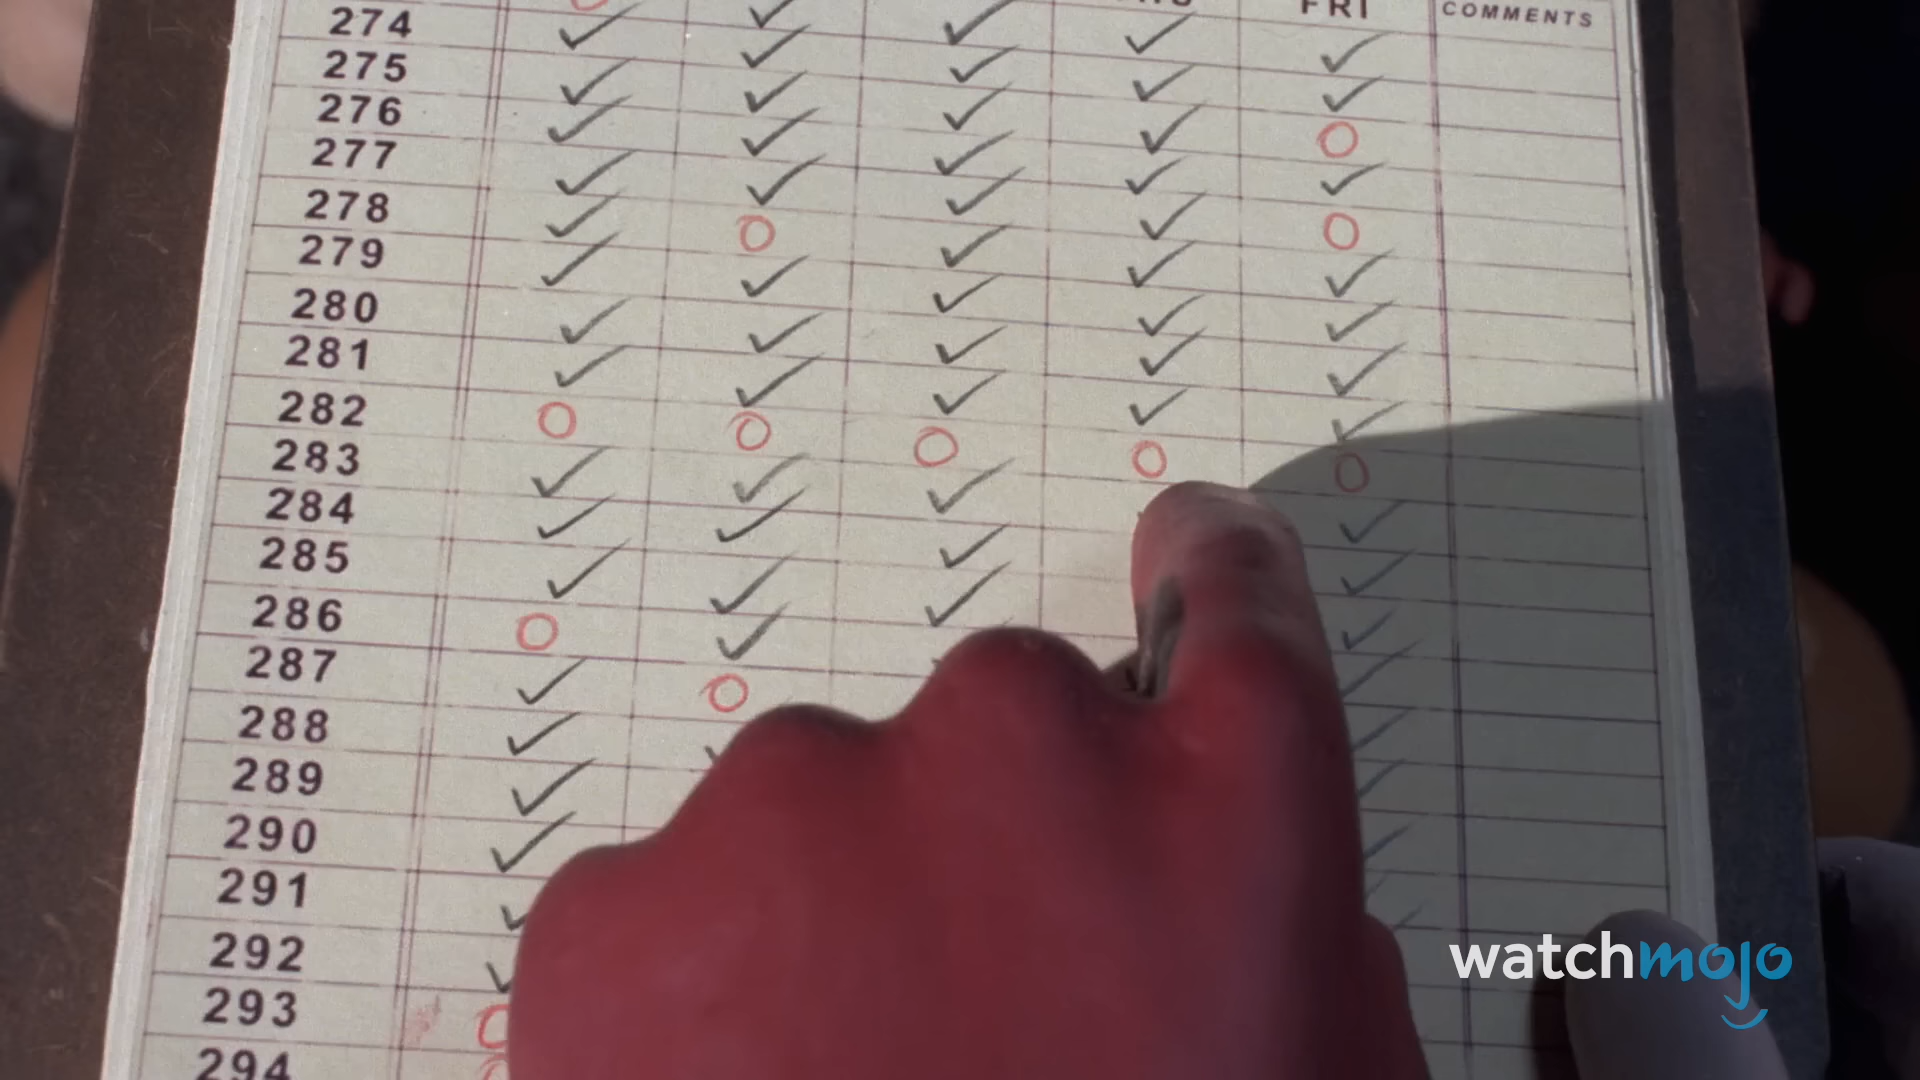 FRI COMMENTS
274 ✓ ✓ ✓ ✓ ✓
275 ✓ ✓ ✓ ✓ ✓
276 ✓ ✓ ✓ ✓ O
277 ✓ ✓ ✓ ✓ ✓
278 ✓ O ✓ ✓ O
279 ✓ ✓ ✓ ✓ ✓
280 ✓ ✓ ✓ ✓ ✓
281 ✓ ✓ ✓ ✓ ✓
282 O O O O O
283 ✓ ✓ ✓ ✓
284 ✓ ✓ ✓ ✓
285 ✓ ✓ ✓ ✓
286 O ✓ ✓
287 ✓ O ✓
288 ✓ ✓
289 ✓ ✓
290 ✓ ✓
291 ✓
292 ✓
293 O
294
watchmojo